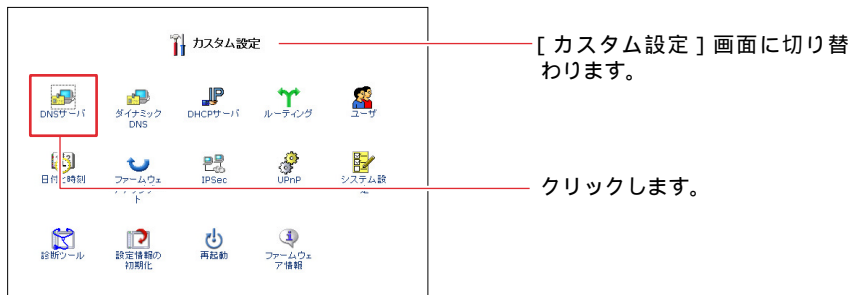 カスタム設定
[ カスタム設定 ] 画面に切り替
わります。
DNSサーバ
ダイナミック
DNS
DHCPサーバ
ルーティング
ユーザ
日付と時刻
ファームウェ
ト
IPSec
UPnP
システム設
クリックします。
診断ツール
設定情報の
初期化
再起動
ファームウェ
ア情報